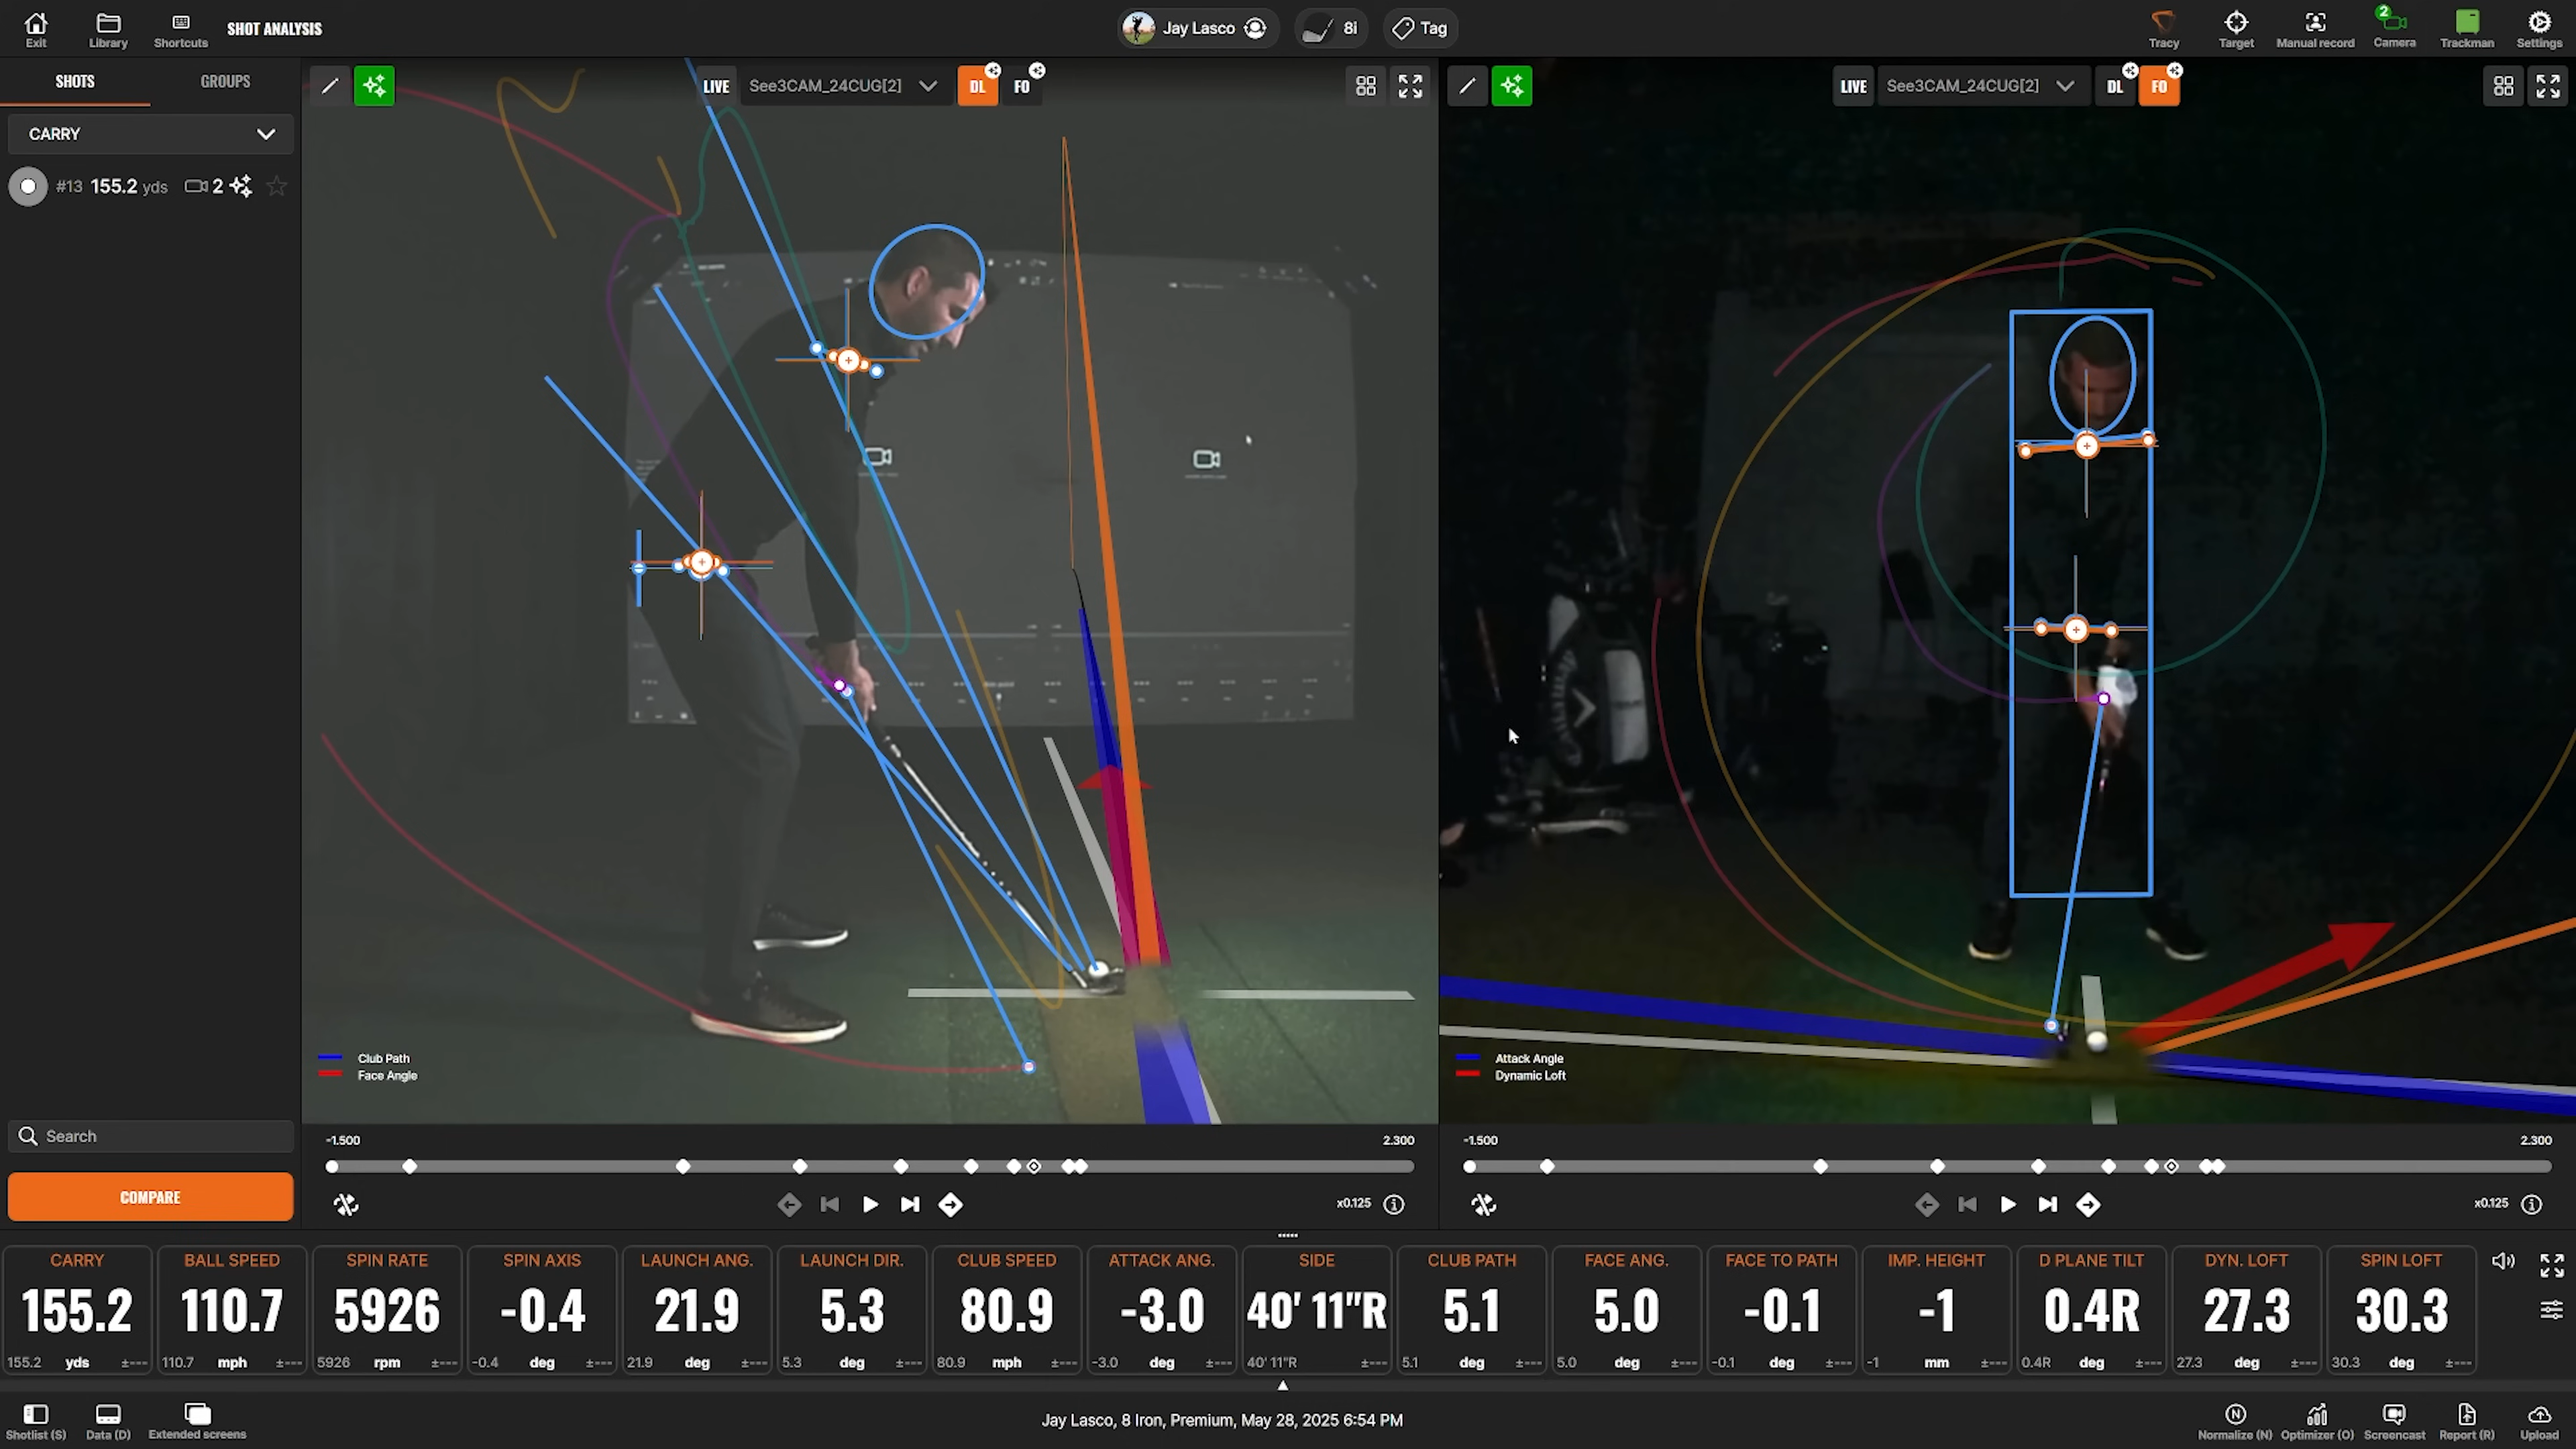 Exit
Library
Shortcuts
SHOT ANALYSIS
Jay Lasco
8i
Tag
Tracy
Target
Manual record
2
Camera
Trackman
Settings
SHOTS
GROUPS
CARRY
#13 155.2 yds 2
Search
COMPARE
LIVE
See3CAM_24CUG[2]
DL
FO
LIVE
See3CAM_24CUG[2]
DL
FO
Club Path
Face Angle
Attack Angle
Dynamic Loft
-1.500
2.300
x0.125
-1.500
2.300
x0.125
CARRY
155.2
155.2 yds ±---
BALL SPEED
110.7
110.7 mph ±---
SPIN RATE
5926
5926 rpm ±---
SPIN AXIS
-0.4
-0.4 deg ±---
LAUNCH ANG.
21.9
21.9 deg ±---
LAUNCH DIR.
5.3
5.3 deg ±---
CLUB SPEED
80.9
80.9 mph ±---
ATTACK ANG.
-3.0
-3.0 deg ±---
SIDE
40' 11"R
40' 11"R ±---
CLUB PATH
5.1
5.1 deg ±---
FACE ANG.
5.0
5.0 deg ±---
FACE TO PATH
-0.1
-0.1 deg ±---
IMP. HEIGHT
-1
-1 mm ±---
D PLANE TILT
0.4R
0.4R deg ±---
DYN. LOFT
27.3
27.3 deg ±---
SPIN LOFT
30.3
30.3 deg ±---
Shotlist (S)
Data (D)
Extended screens
Jay Lasco, 8 Iron, Premium, May 28, 2025 6:54 PM
N
Normalize (N)
Optimizer (O)
Screencast
Report (R)
Upload